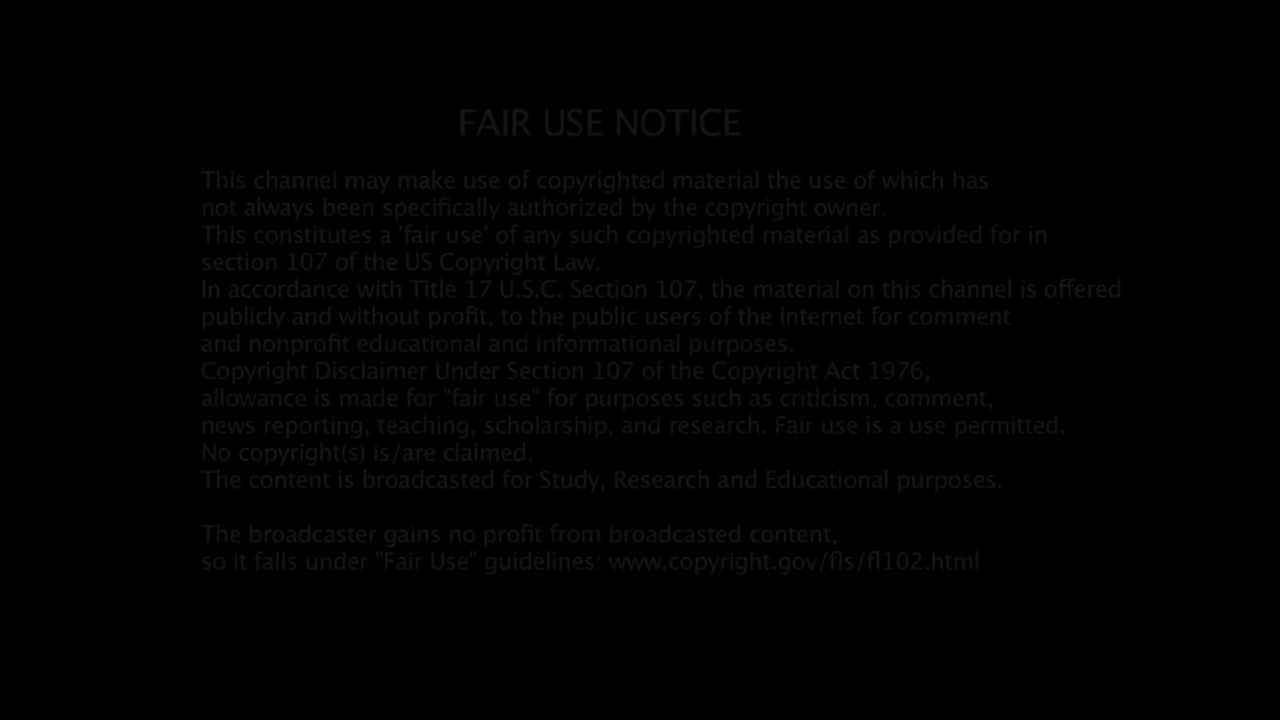 FAIR USE NOTICE
This channel may make use of copyrighted material the use of which has
not always been specifically authorized by the copyright owner.
This constitutes a 'fair use' of any such copyrighted material as provided for in
section 107 of the US Copyright Law.
In accordance with Title 17 U.S.C. Section 107, the material on this channel is offered
publicly and without profit, to the public users of the internet for comment
and nonprofit educational and informational purposes.
Copyright Disclaimer Under Section 107 of the Copyright Act 1976,
allowance is made for "fair use" for purposes such as criticism, comment,
news reporting, teaching, scholarship, and research. Fair use is a use permitted.
No copyright(s) is/are claimed.
The content is broadcasted for Study, Research and Educational purposes.
The broadcaster gains no profit from broadcasted content,
so it falls under "Fair Use" guidelines: www.copyright.gov/fls/fl102.html